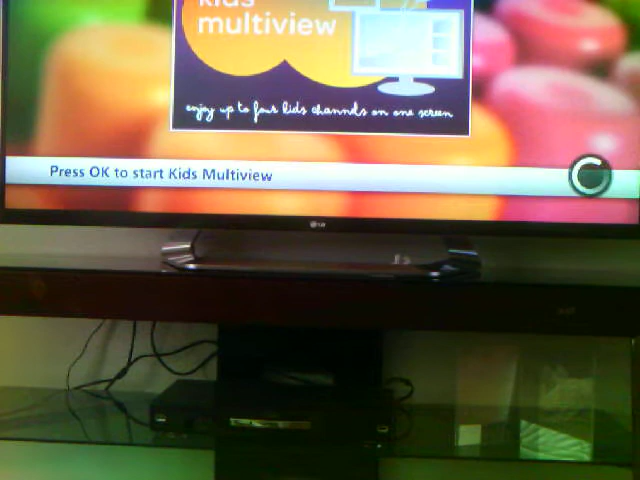 kids
multiview
enjoy up to four kids channels on one screen
Press OK to start Kids Multiview
LG